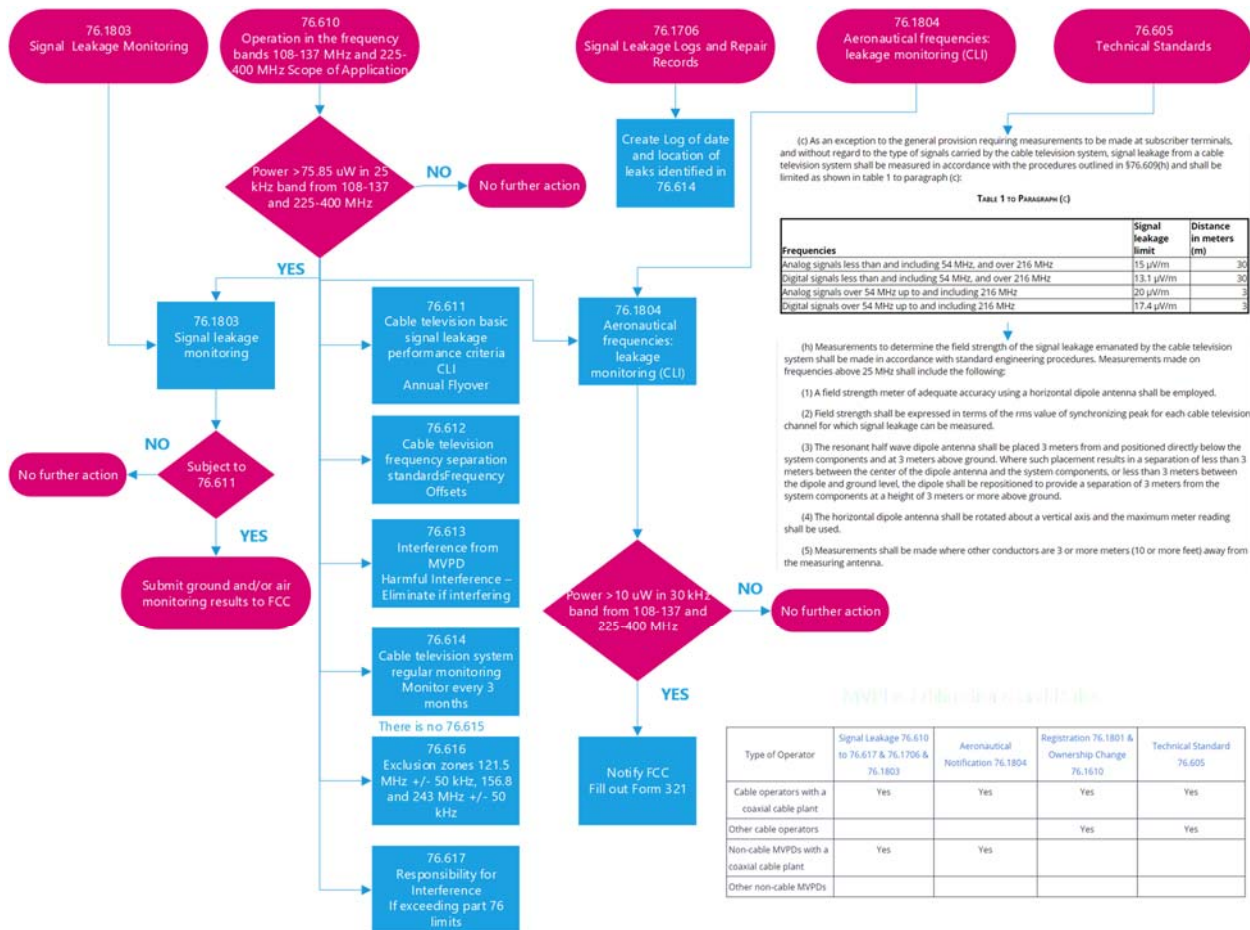 76.1803
Signal Leakage Monitoring
76.610
Operation in the frequency
bands 108-137 MHz and 225-
400 MHz Scope of Application
76.1706
Signal Leakage Logs and Repair
Records
76.1804
Aeronautical frequencies:
leakage monitoring (CLI)
76.605
Technical Standards
Power >75.85 uW in 25
kHz band from 108-137
and 225-400 MHz
NO
No further action
YES
Create Log of date
and location of
leaks identified in
76.614
76.1803
Signal leakage
monitoring
NO
No further action
Subject to
76.611
YES
Submit ground and/or air
monitoring results to FCC
76.611
Cable television basic
signal leakage
performance criteria
CLI
Annual Flyover
76.612
Cable television
frequency separation
standardsFrequency
Offsets
76.613
Interference from
MVPD
Harmful Interference –
Eliminate if interfering
76.614
Cable television system
regular monitoring
Monitor every 3
months
There is no 76.615
76.616
Exclusion zones 121.5
MHz +/- 50 kHz, 156.8
and 243 MHz +/- 50
kHz
76.617
Responsibility for
Interference
If exceeding part 76
limits
76.1804
Aeronautical
frequencies:
leakage
monitoring (CLI)
Power >10 uW in 30 kHz
band from 108-137 and
225-400 MHz
NO
No further action
YES
Notify FCC
Fill out Form 321
(c) As an exception to the general provision requiring measurements to be made at subscriber terminals,
and without regard to the type of signals carried by the cable television system, signal leakage from a cable
television system shall be measured in accordance with the procedures outlined in §76.609(h) and shall be
limited as shown in table 1 to paragraph (c):
TABLE 1 TO PARAGRAPH (C)
Frequencies Signal leakage limit Distance in meters (m)
Analog signals less than and including 54 MHz, and over 216 MHz 15 µV/m 30
Digital signals less than and including 54 MHz, and over 216 MHz 13.1 µV/m 30
Analog signals over 54 MHz up to and including 216 MHz 20 µV/m 3
Digital signals over 54 MHz up to and including 216 MHz 17.4 µV/m 3
(h) Measurements to determine the field strength of the signal leakage emanated by the cable television
system shall be made in accordance with standard engineering procedures. Measurements made on
frequencies above 25 MHz shall include the following:
(1) A field strength meter of adequate accuracy using a horizontal dipole antenna shall be employed.
(2) Field strength shall be expressed in terms of the rms value of synchronizing peak for each cable television
channel for which signal leakage can be measured.
(3) The resonant half wave dipole antenna shall be placed 3 meters from and positioned directly below the
system components and at 3 meters above ground. Where such placement results in a separation of less than 3
meters between the center of the dipole antenna and the system components, or less than 3 meters between
the dipole and ground level, the dipole shall be repositioned to provide a separation of 3 meters from the
system components at a height of 3 meters or more above ground.
(4) The horizontal dipole antenna shall be rotated about a vertical axis and the maximum meter reading
shall be used.
(5) Measurements shall be made where other conductors are 3 or more meters (10 or more feet) away from
the measuring antenna.
Type of Operator Signal Leakage 76.610 to 76.617 & 76.1706 & 76.1803 Aeronautical Notification 76.1804 Registration 76.1801 & Ownership Change 76.1610 Technical Standard 76.605
Cable operators with a coaxial cable plant Yes Yes Yes Yes
Other cable operators Yes Yes
Non-cable MVPDs with a coaxial cable plant Yes Yes
Other non-cable MVPDs